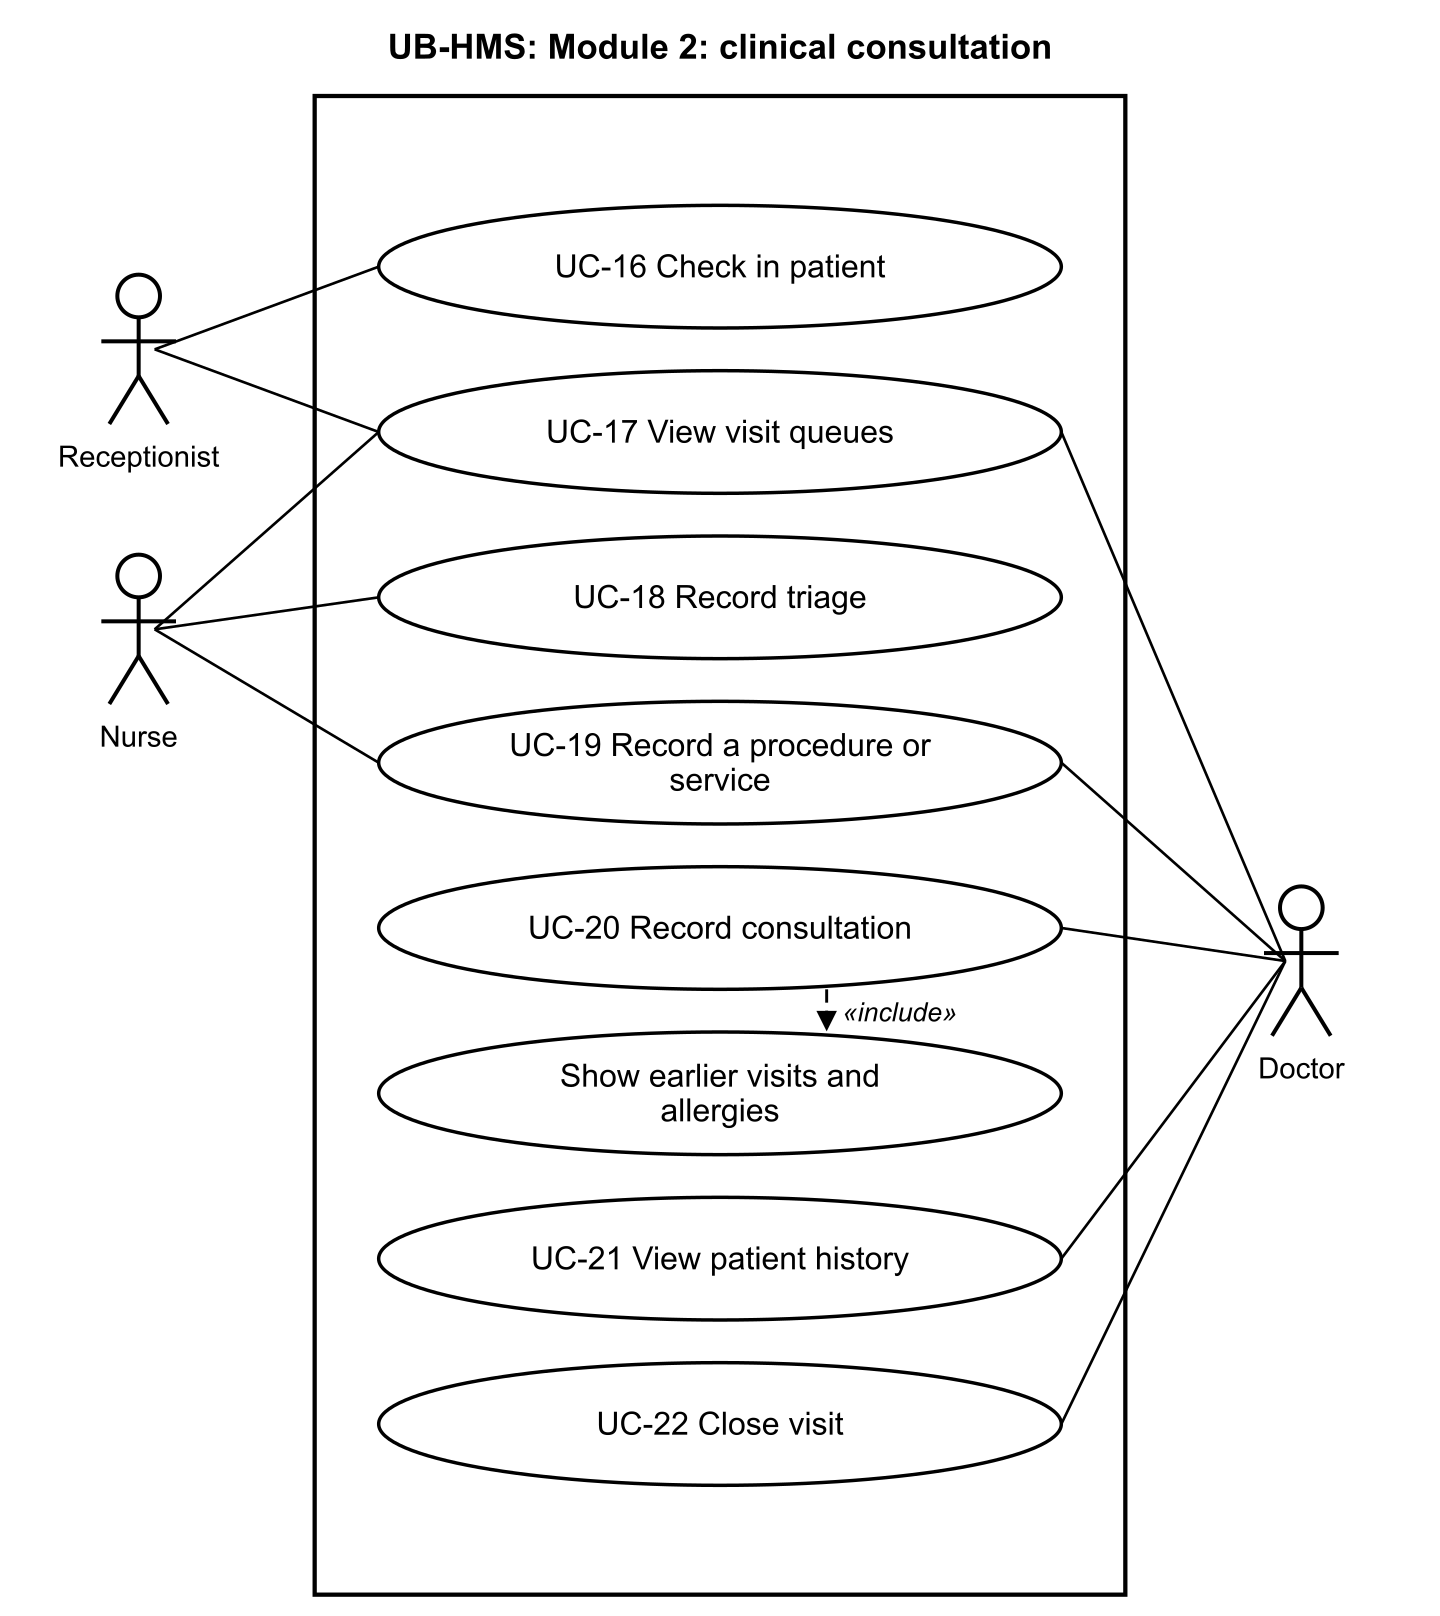 UB-HMS: Module 2: clinical consultation
UC-16 Check in patient
Receptionist
UC-17 View visit queues
UC-18 Record triage
Nurse
UC-19 Record a procedure or
service
UC-20 Record consultation
«include»
Show earlier visits and
allergies
Doctor
UC-21 View patient history
UC-22 Close visit